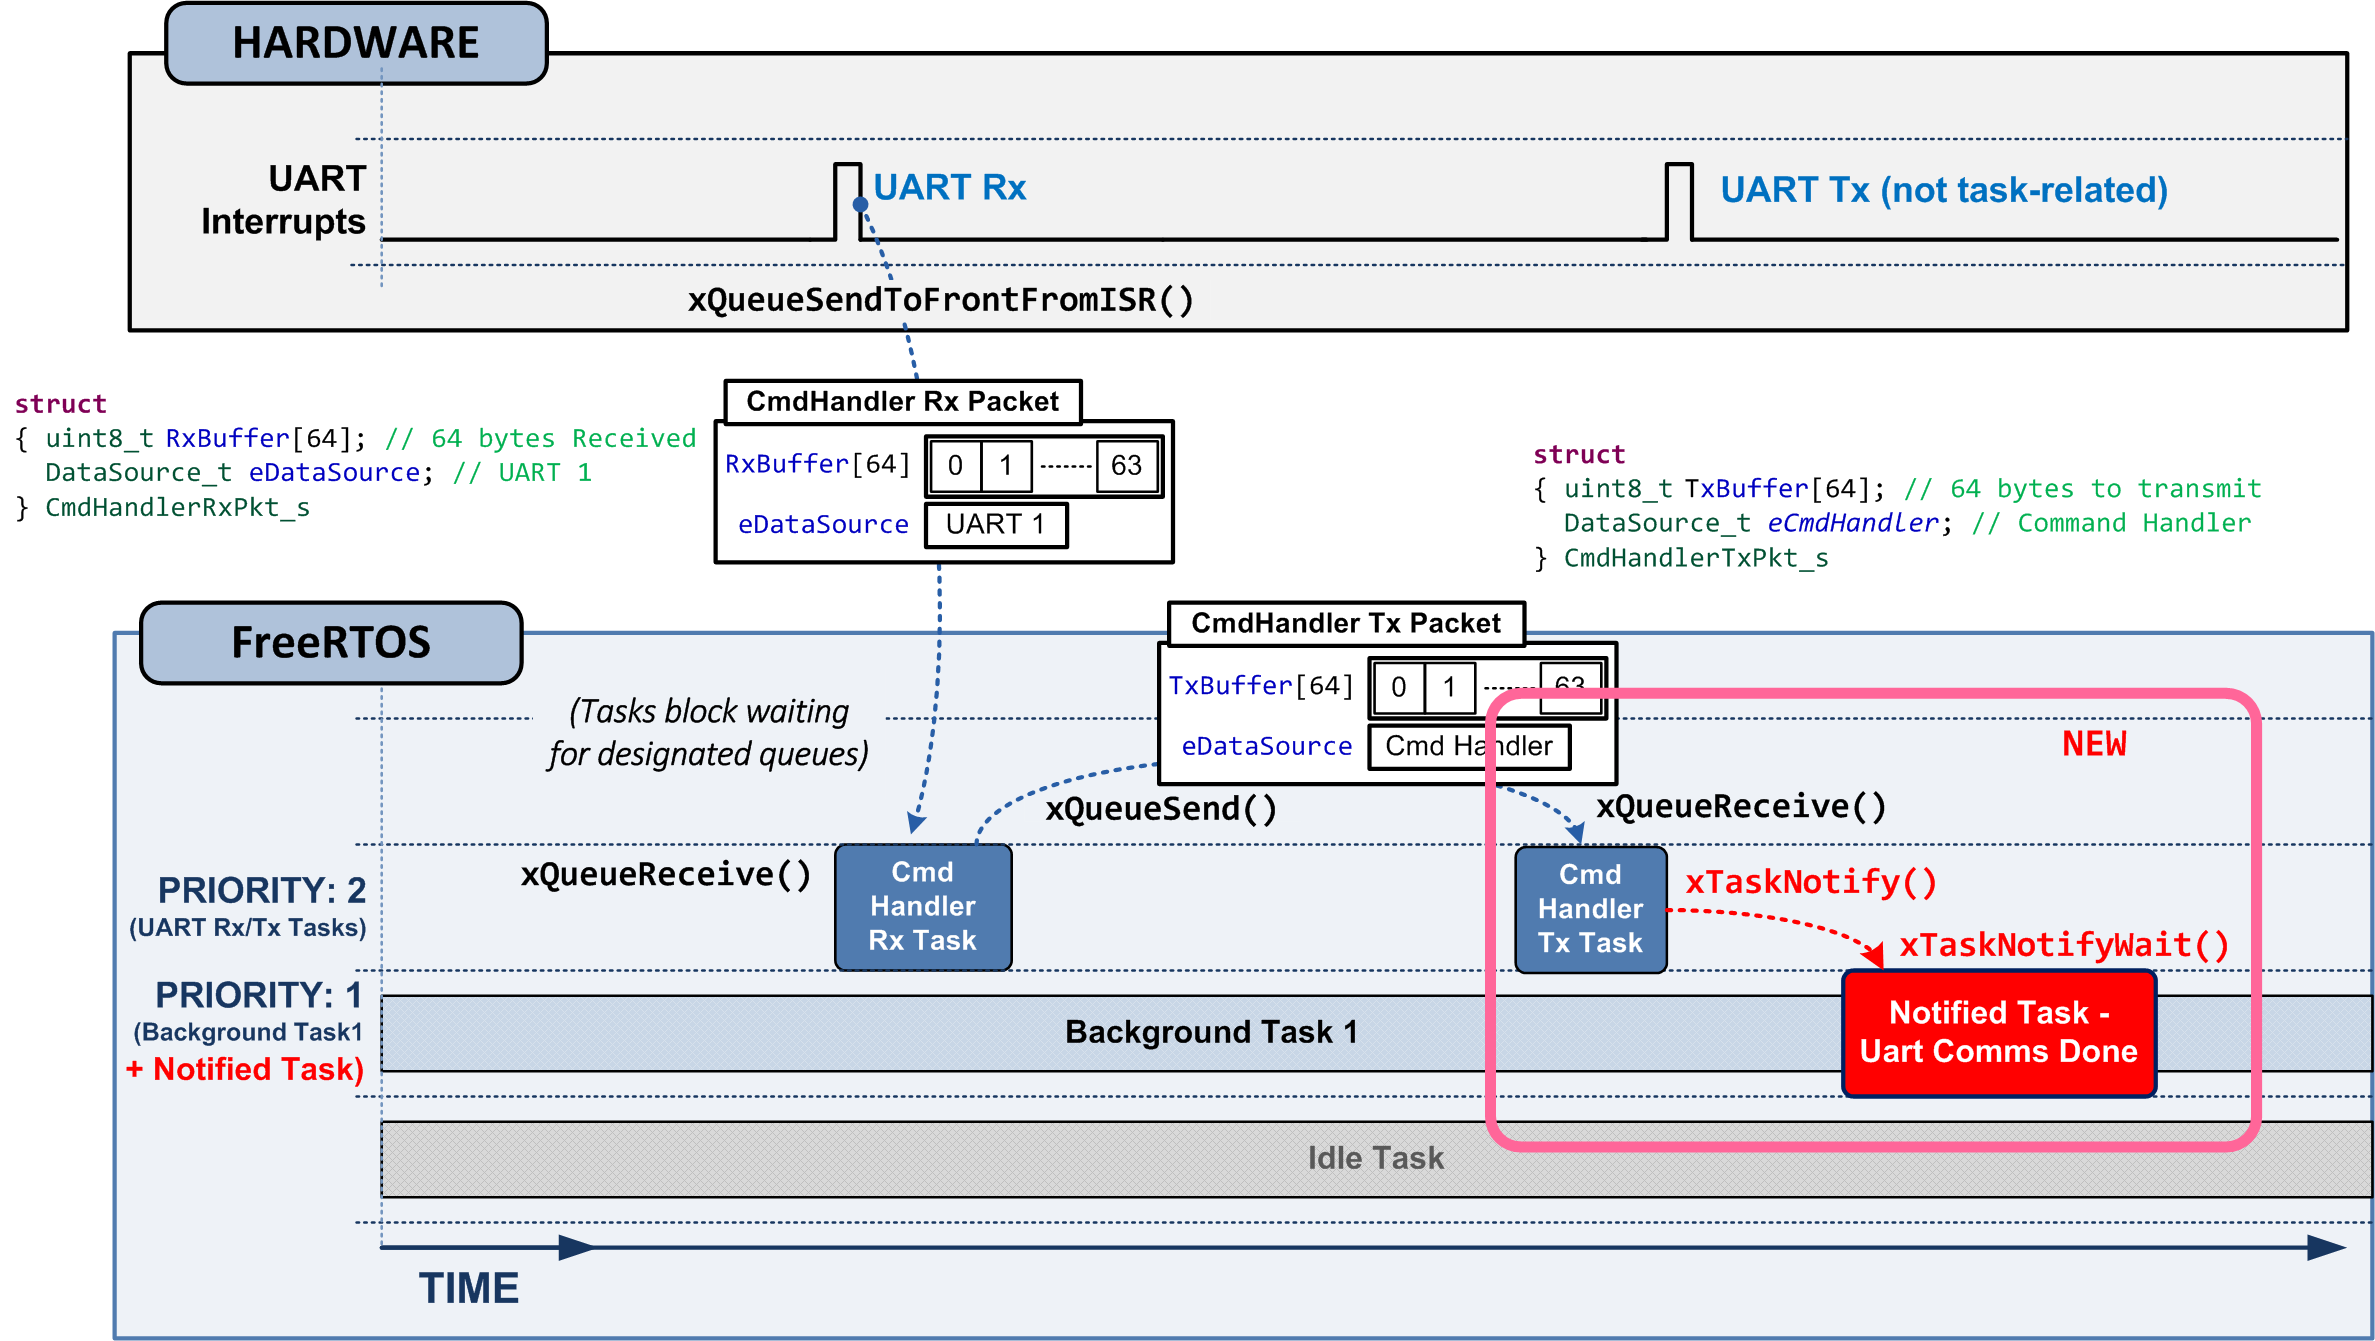 HARDWARE
UART
Interrupts
UART Rx
UART Tx (not task-related)
xQueueSendToFrontFromISR()
struct
{ uint8_t RxBuffer[64]; // 64 bytes Received
DataSource_t eDataSource; // UART 1
} CmdHandlerRxPkt_s
CmdHandler Rx Packet
RxBuffer[64] 0 1 63
eDataSource UART 1
struct
{ uint8_t TxBuffer[64]; // 64 bytes to transmit
DataSource_t eCmdHandler; // Command Handler
} CmdHandlerTxPkt_s
FreeRTOS
CmdHandler Tx Packet
TxBuffer[64] 0 1 63
eDataSource Cmd Handler
(Tasks block waiting
for designated queues)
NEW
xQueueSend()
xQueueReceive()
xQueueReceive()
Cmd
Handler
Rx Task
Cmd
Handler
Tx Task
xTaskNotify()
xTaskNotifyWait()
PRIORITY: 2
(UART Rx/Tx Tasks)
PRIORITY: 1
(Background Task1
+ Notified Task)
Background Task 1
Notified Task -
Uart Comms Done
Idle Task
TIME